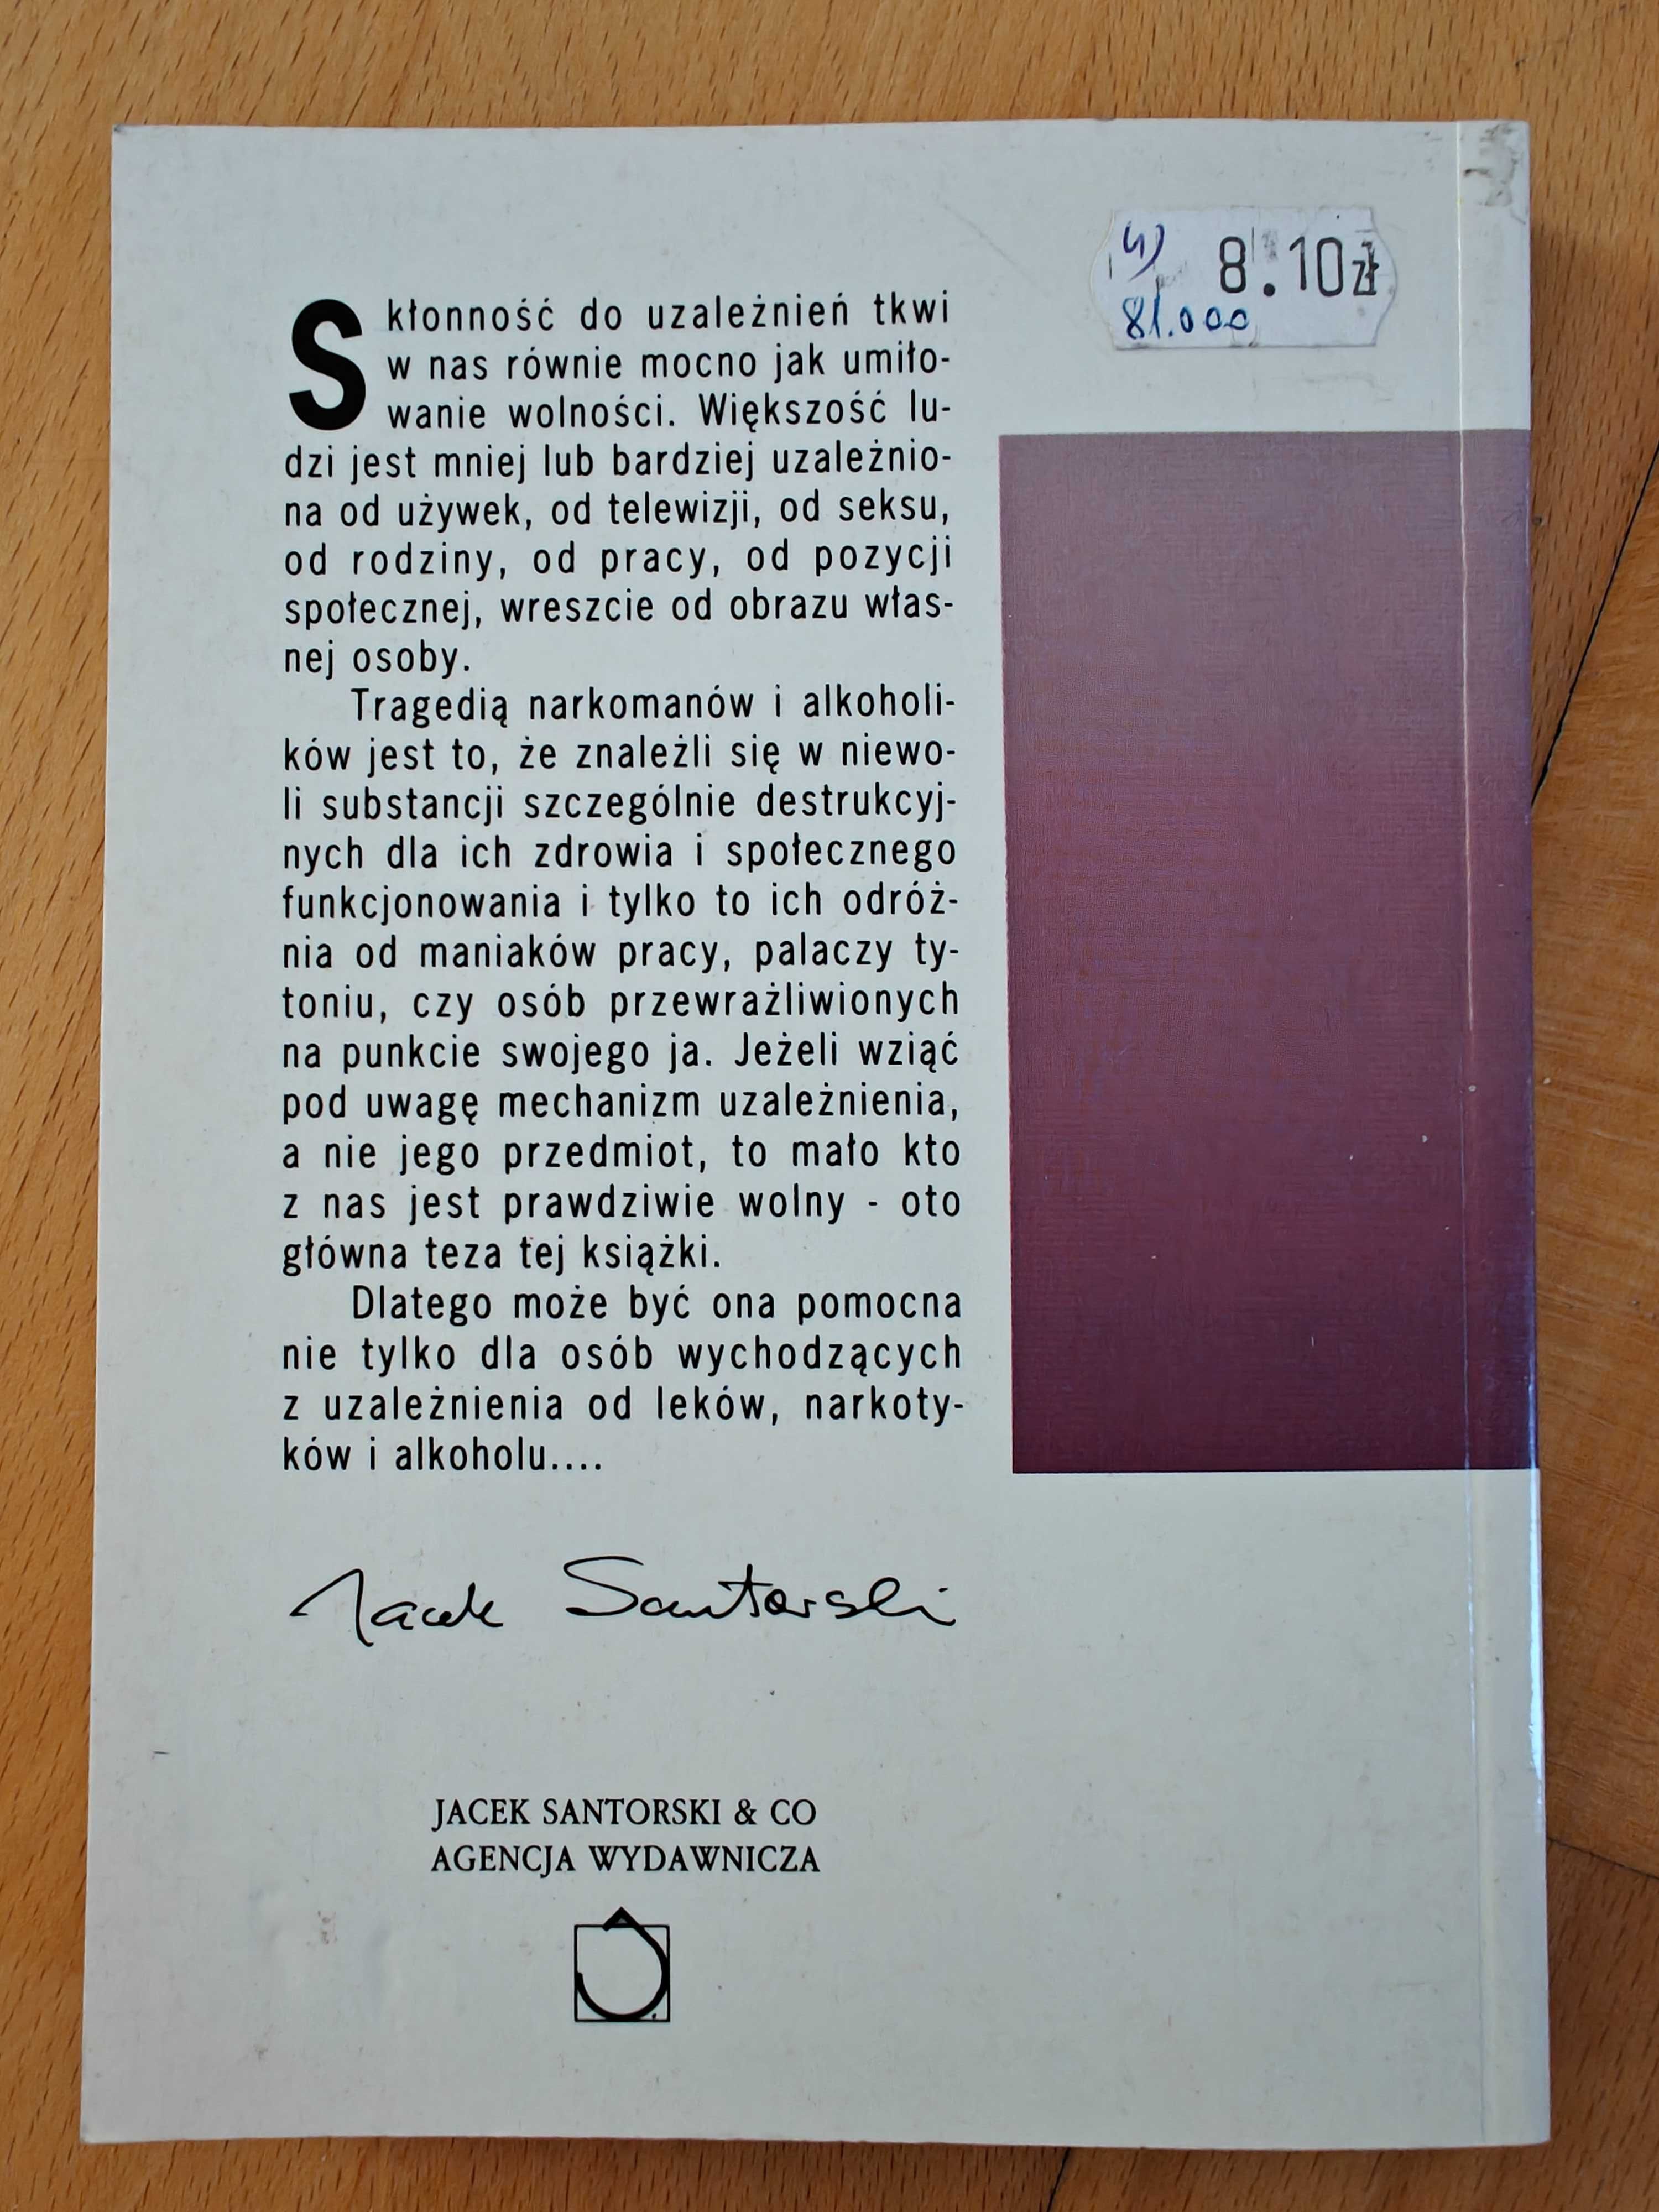 4)
8.10zł
81.000
Skłonność do uzależnień tkwi
w nas równie mocno jak umiło-
wanie wolności. Większość lu-
dzi jest mniej lub bardziej uzależnio-
na od używek, od telewizji, od seksu,
od rodziny, od pracy, od pozycji
społecznej, wreszcie od obrazu włas-
nej osoby.
Tragedią narkomanów i alkoholi-
ków jest to, że znaleźli się w niewo-
li substancji szczególnie destrukcyj-
nych dla ich zdrowia i społecznego
funkcjonowania i tylko to ich odróż-
nia od maniaków pracy, palaczy ty-
toniu, czy osób przewrażliwionych
na punkcie swojego ja. Jeżeli wziąć
pod uwagę mechanizm uzależnienia,
a nie jego przedmiot, to mało kto
z nas jest prawdziwie wolny - oto
główna teza tej książki.
Dlatego może być ona pomocna
nie tylko dla osób wychodzących
z uzależnienia od leków, narkoty-
ków i alkoholu....
Jacek Santorski
JACEK SANTORSKI & CO
AGENCJA WYDAWNICZA